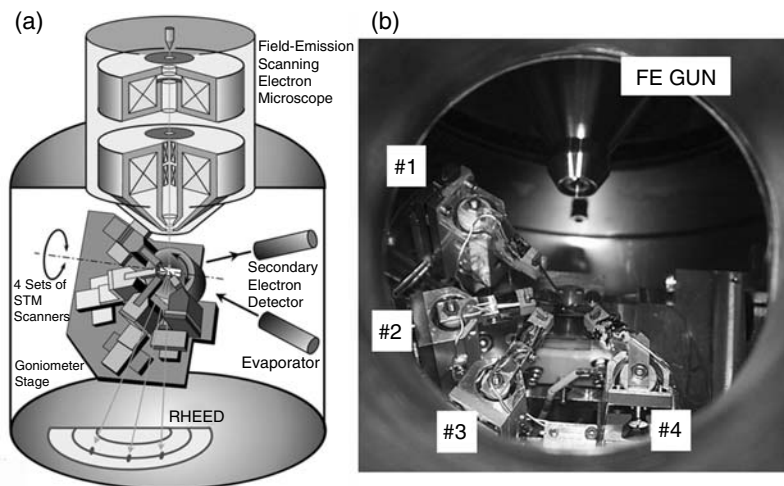 (a)
Field-Emission
Scanning
Electron
Microscope
4 Sets of
STM
Scanners
Secondary
Electron
Detector
Evaporator
Goniometer
Stage
RHEED
(b)
FE GUN
#1
#2
#3
#4